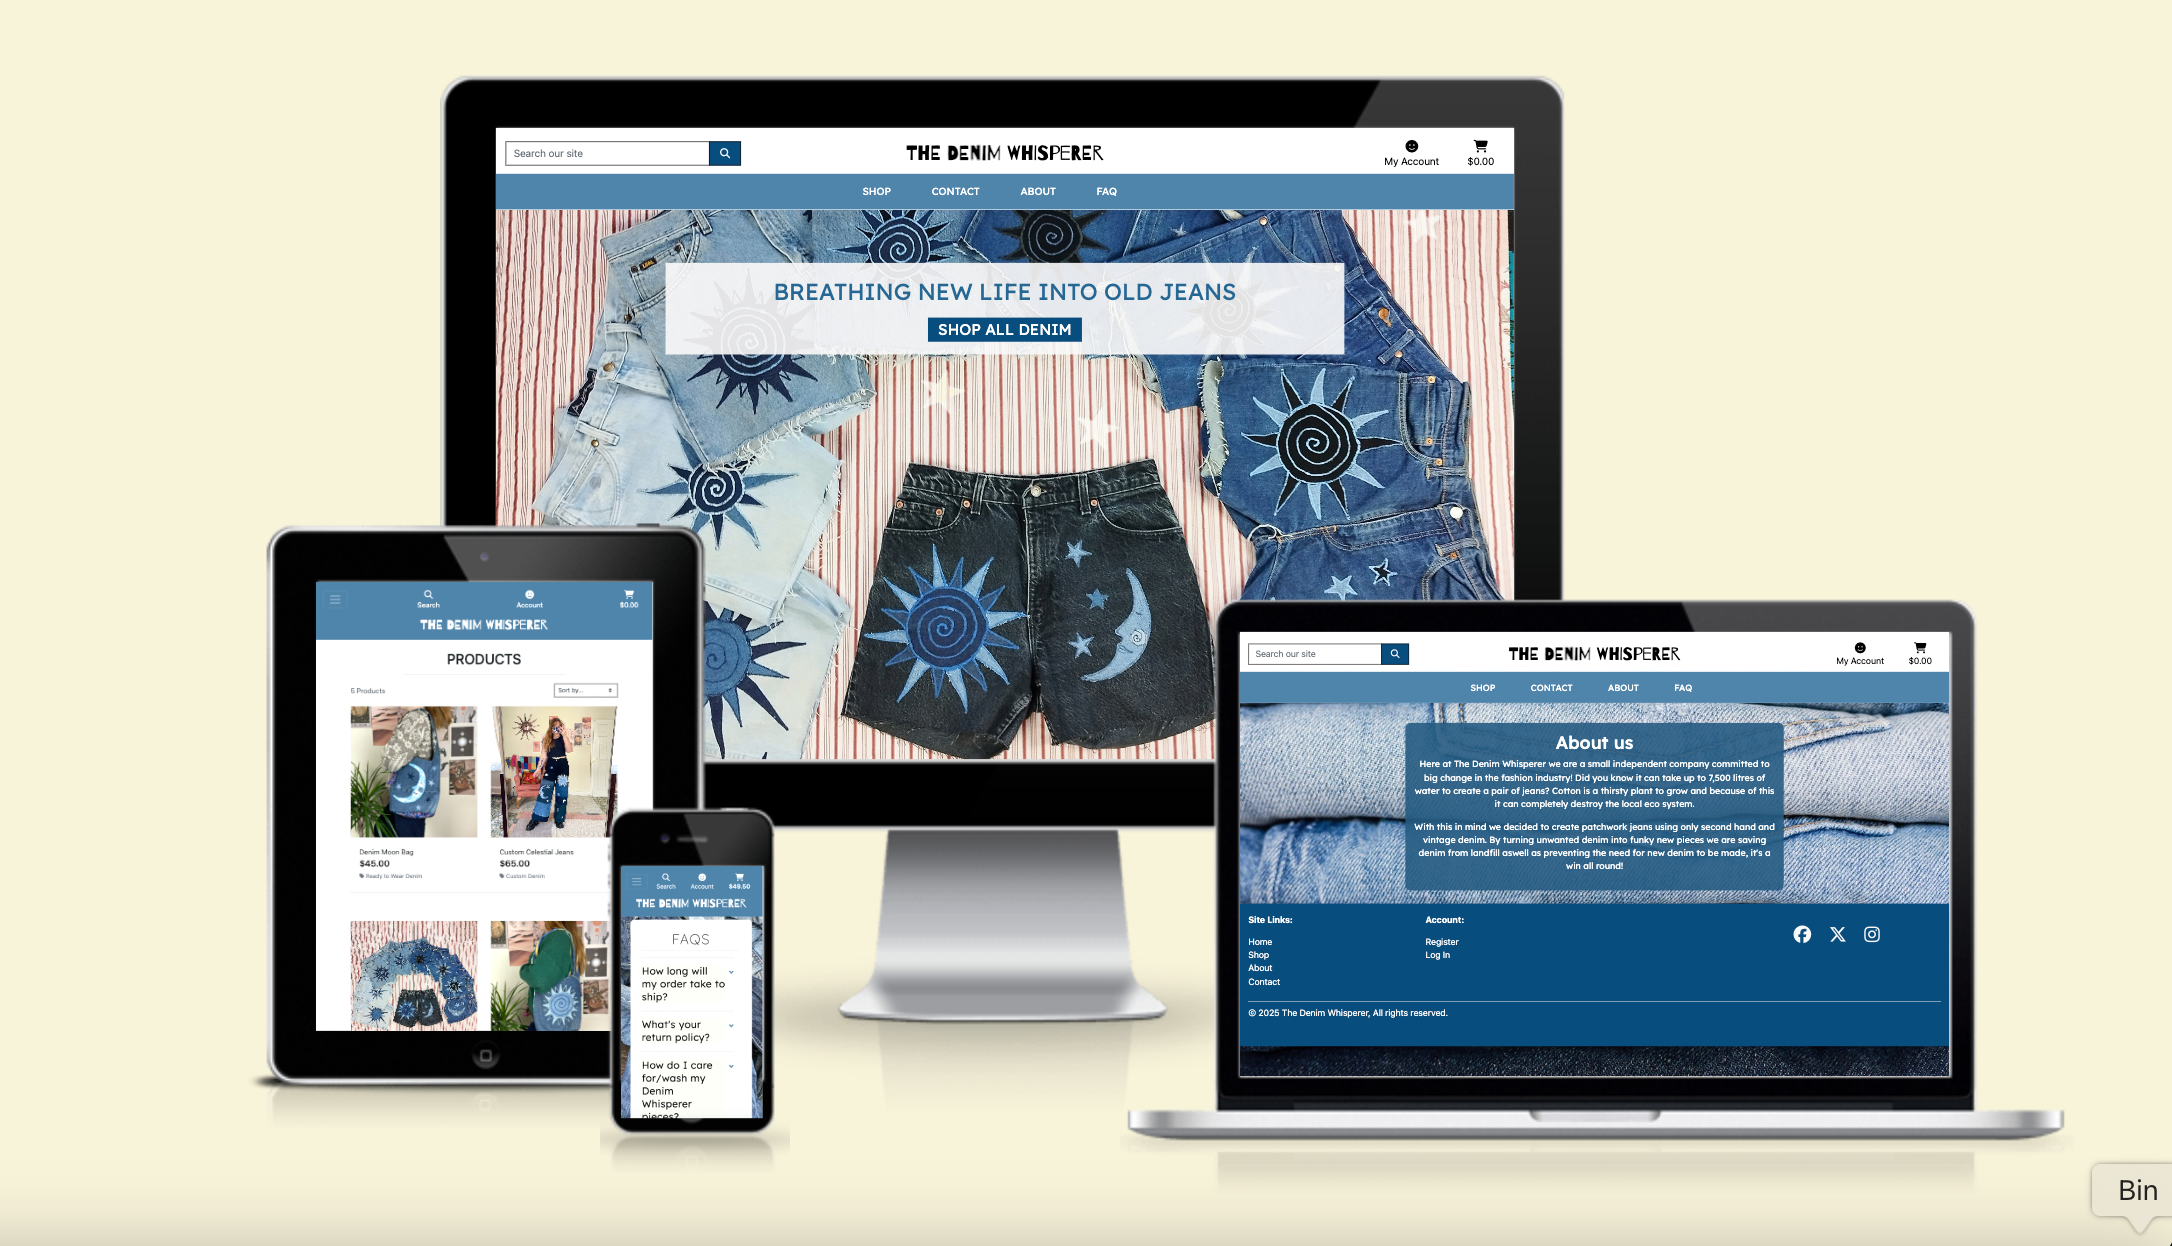 Search our site
THE DENIM WHISPERER
My Account
$0.00
SHOP
CONTACT
ABOUT
FAQ
BREATHING NEW LIFE INTO OLD JEANS
SHOP ALL DENIM
Search
Account
$0.00
THE DENIM WHISPERER
PRODUCTS
5 Products
Sort by...
Denim Moon Bag
$45.00
Ready to Wear Denim
Custom Celestial Jeans
$65.00
Custom Denim
Search
Account
$49.50
THE DENIM WHISPERER
FAQS
How long will
my order take to
ship?
What's your
return policy?
How do I care
for/wash my
Denim
Whisperer
pieces?
Search our site
THE DENIM WHISPERER
My Account
$0.00
SHOP
CONTACT
ABOUT
FAQ
About us
Here at The Denim Whisperer we are a small independent company committed to
big change in the fashion industry! Did you know it can take up to 7,500 litres of
water to create a pair of jeans? Cotton is a thirsty plant to grow and because of this
it can completely destroy the local eco system.
With this in mind we decided to create patchwork jeans using only second hand and
vintage denim. By turning unwanted denim into funky new pieces we are saving
denim from landfill aswell as preventing the need for new denim to be made, it's a
win all round!
Site Links:
Home
Shop
About
Contact
Account:
Register
Log In
© 2025 The Denim Whisperer, All rights reserved.
Bin